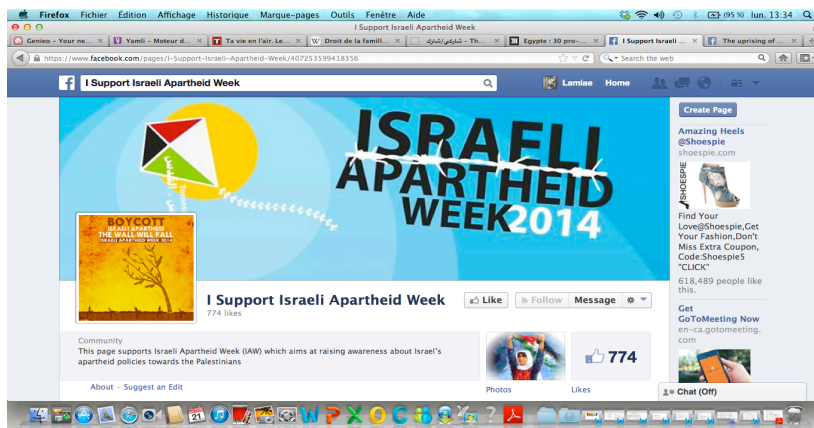 Firefox Fichier Édition Affichage Historique Marque-pages Outils Fenêtre Aide (95 %) lun. 13:34
I Support Israeli Apartheid Week
Genieo – Your ne... Yamli – Moteur d... Ta vie en l'air. Le... Droit de la famill... شاركي/شارك – Th... Egypte : 30 pro-... I Support Israeli ... The uprising of ...
https://www.facebook.com/pages/I-Support-Israeli-Apartheid-Week/407253599418356 Search the web
I Support Israeli Apartheid Week Lamiae Home
Create Page
ISRAELI
APARTHEID
WEEK2014
Toronto
القدس
BOYCOTT
ISRAELI APARTHEID
THE WALL WILL FALL
ISRAELI APARTHEID WEEK 2014
I Support Israeli Apartheid Week
774 likes
Like Follow Message
Community
This page supports Israeli Apartheid Week (IAW) which aims at raising awareness about Israel's
apartheid policies towards the Palestinians
About - Suggest an Edit
Photos
774
Likes
Amazing Heels
@Shoespie
shoespie.com
SHOESPIE
Find Your
Love@Shoespie,Get
Your Fashion,Don't
Miss Extra Coupon,
Code:Shoespie5
"CLICK"
618,489 people like
this.
Get
GoToMeeting Now
en-ca.gotomeeting.
com
Chat (Off)
21